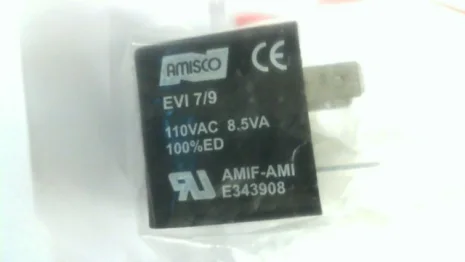 AMISCO CE
EVI 7/9
110VAC 8.5VA
100%ED
AMIF-AMI
E343908